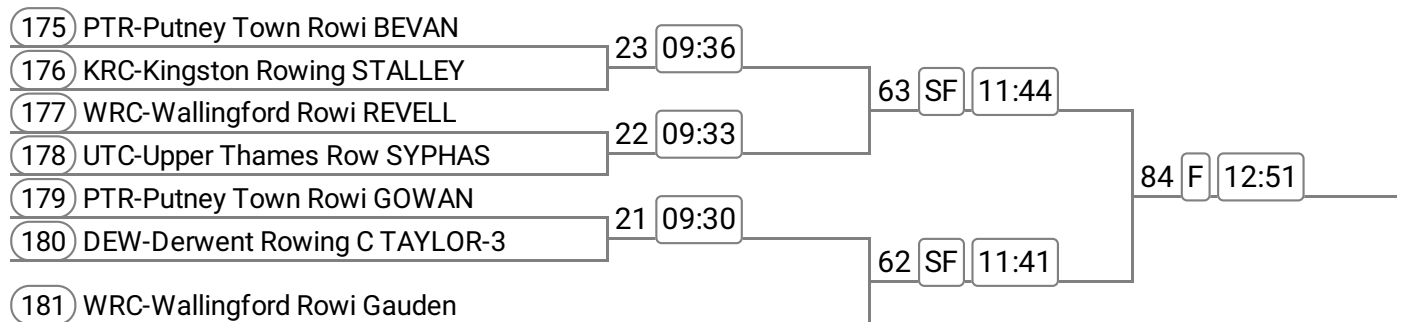 175 PTR-Putney Town Rowi BEVAN
23 09:36
176 KRC-Kingston Rowing STALLEY
63 SF 11:44
177 WRC-Wallingford Rowi REVELL
22 09:33
178 UTC-Upper Thames Row SYPHAS
84 F 12:51
179 PTR-Putney Town Rowi GOWAN
21 09:30
180 DEW-Derwent Rowing C TAYLOR-3
62 SF 11:41
181 WRC-Wallingford Rowi Gauden